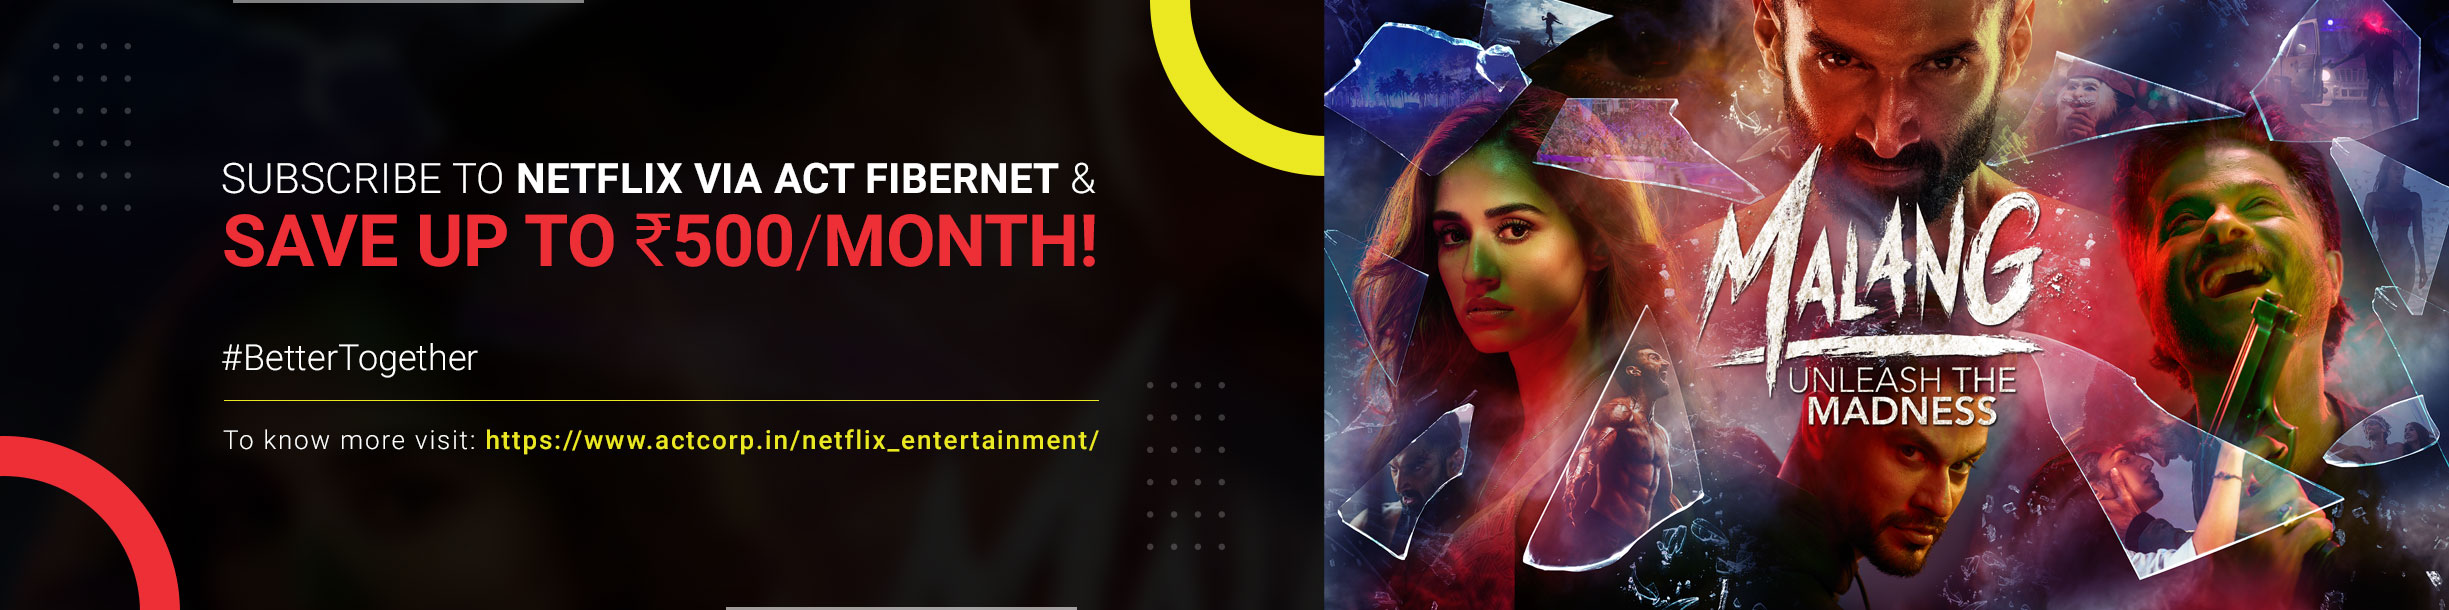 SUBSCRIBE TO NETFLIX VIA ACT FIBERNET &
SAVE UP TO ₹500/MONTH!
#BetterTogether
To know more visit: https://www.actcorp.in/netflix_entertainment/
MALANG
UNLEASH THE
MADNESS